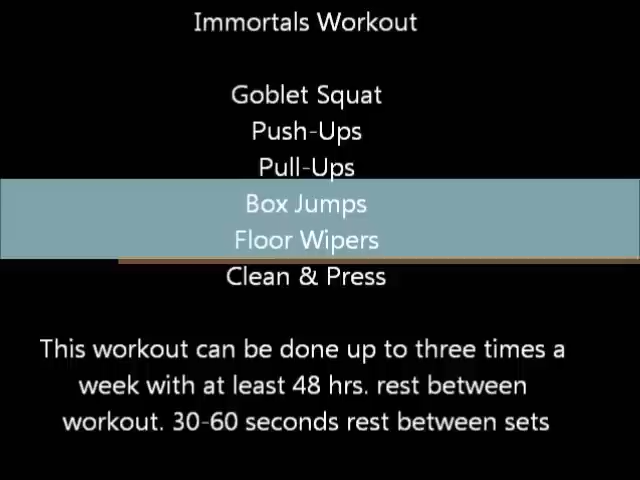 Immortals Workout
Goblet Squat
Push-Ups
Pull-Ups
Box Jumps
Floor Wipers
Clean & Press
This workout can be done up to three times a
week with at least 48 hrs. rest between
workout. 30-60 seconds rest between sets